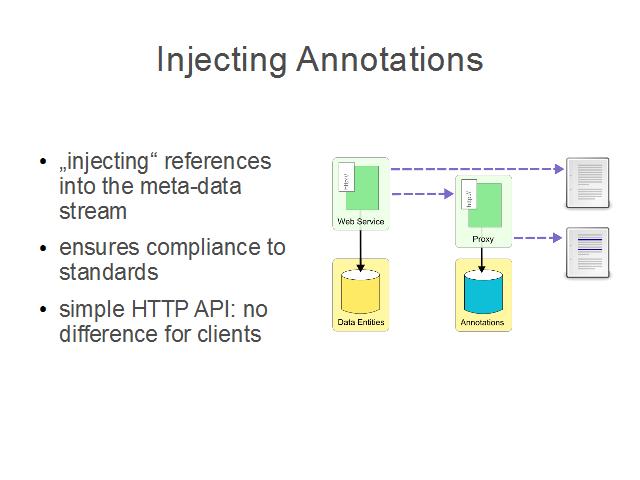 Injecting Annotations
• „injecting“ references
into the meta-data
stream
• ensures compliance to
standards
• simple HTTP API: no
difference for clients
http://
Web Service
http://
Proxy
Data Entities
Annotations